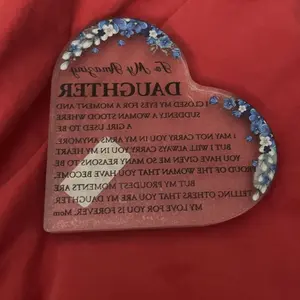 To My Amazing
DAUGHTER
I CLOSED MY EYES FOR A MOMENT AND
SUDDENLY A WOMAN STOOD WHERE
A GIRL USED TO BE
I MAY NOT CARRY YOU IN MY ARMS ANYMORE
BUT I WILL ALWAYS CARRY YOU IN MY HEART
YOU HAVE GIVEN ME SO MANY REASONS TO BE
PROUD OF THE WOMAN THAT YOU HAVE BECOME
BUT MY PROUDEST MOMENTS ARE
TELLING OTHERS THAT YOU ARE MY DAUGHTER,
MY LOVE FOR YOU IS FOREVER, Mom